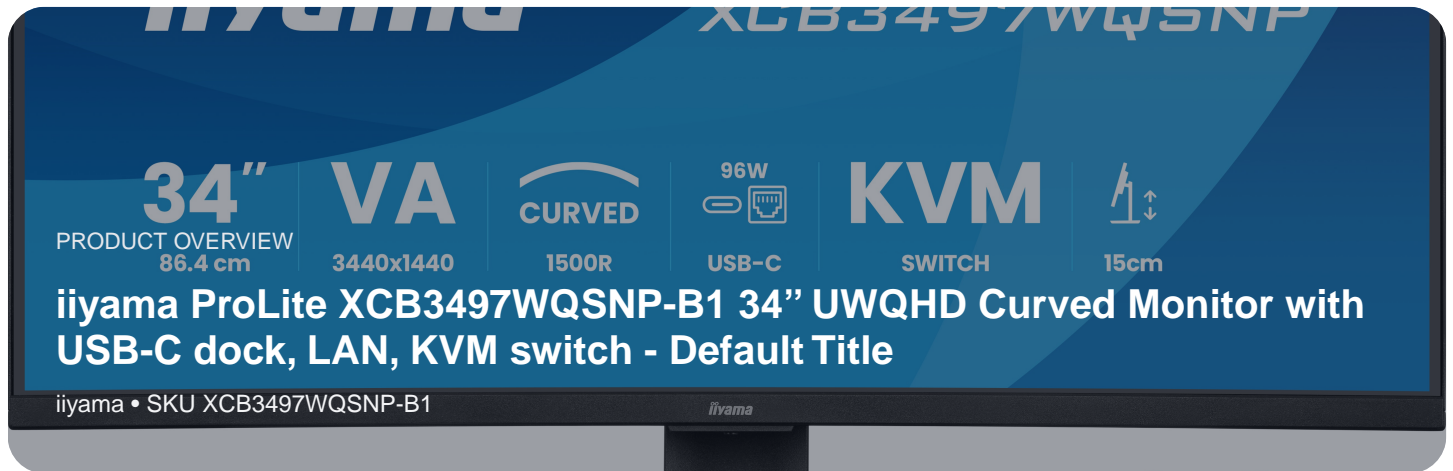 iiyama
XCB3497WQSNP
34”
VA
CURVED
96W
KVM
PRODUCT OVERVIEW
86.4 cm
3440x1440
1500R
USB-C
SWITCH
15cm
iiyama ProLite XCB3497WQSNP-B1 34” UWQHD Curved Monitor with
USB-C dock, LAN, KVM switch - Default Title
iiyama • SKU XCB3497WQSNP-B1
iiyama